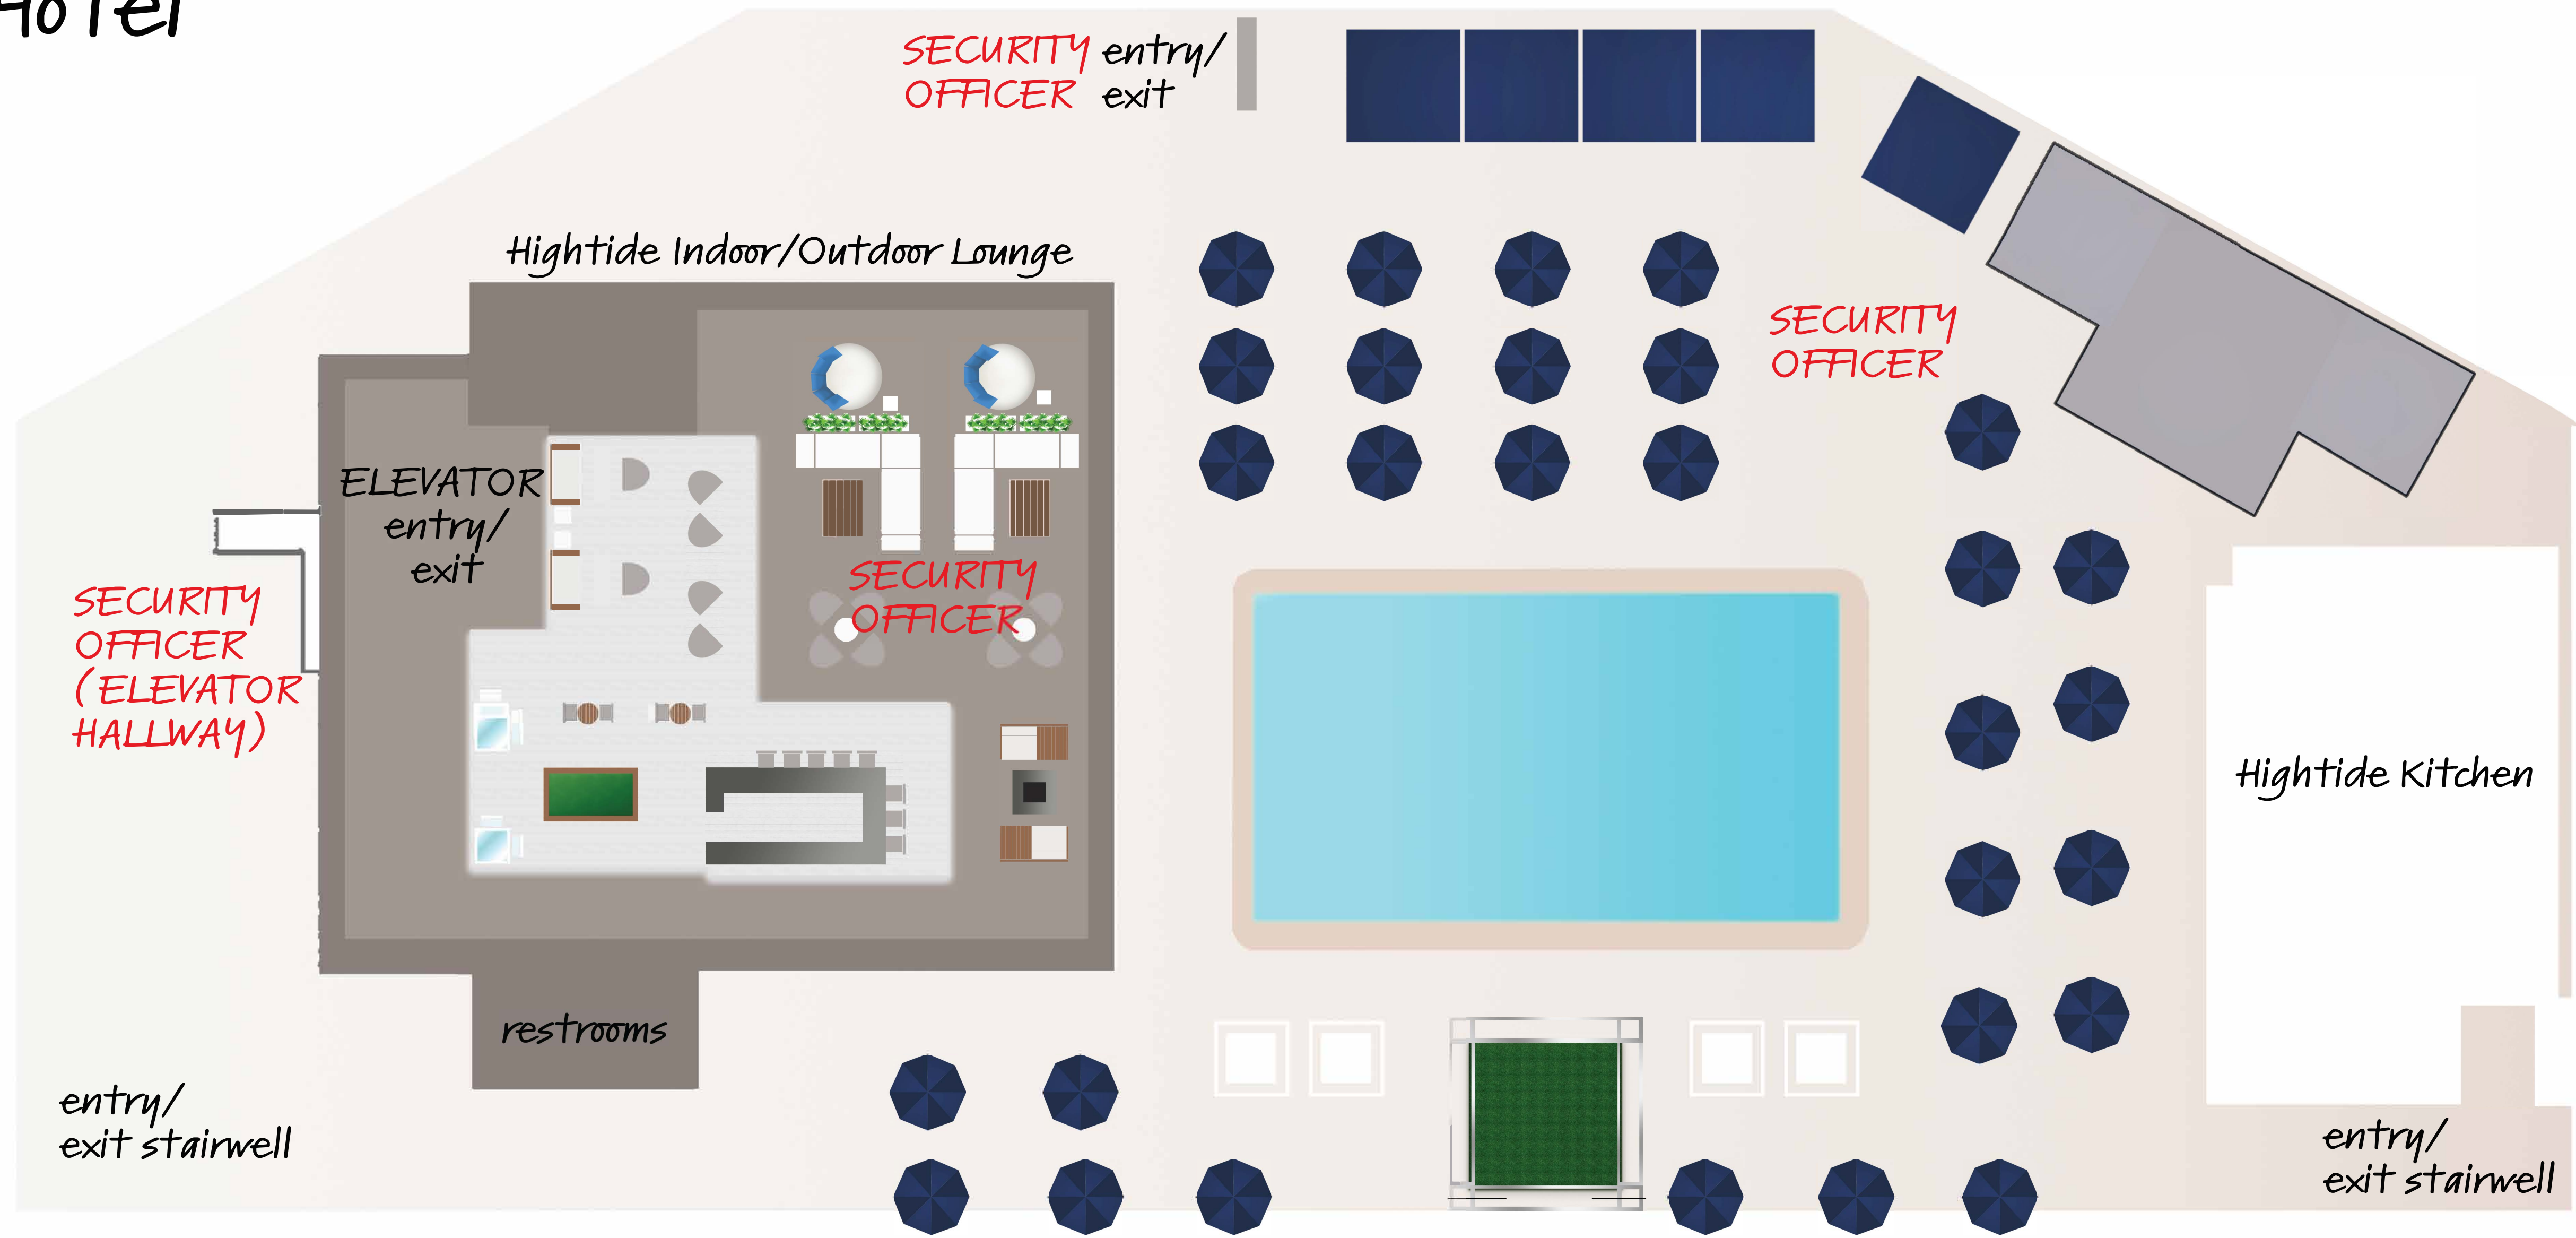 Hotel
SECURITY entry/
OFFICER exit
Hightide Indoor/Outdoor Lounge
SECURITY
OFFICER
ELEVATOR
entry/
exit
SECURITY
OFFICER
SECURITY
OFFICER
(ELEVATOR
HALLWAY)
Hightide Kitchen
restrooms
entry/
exit stairwell
entry/
exit stairwell